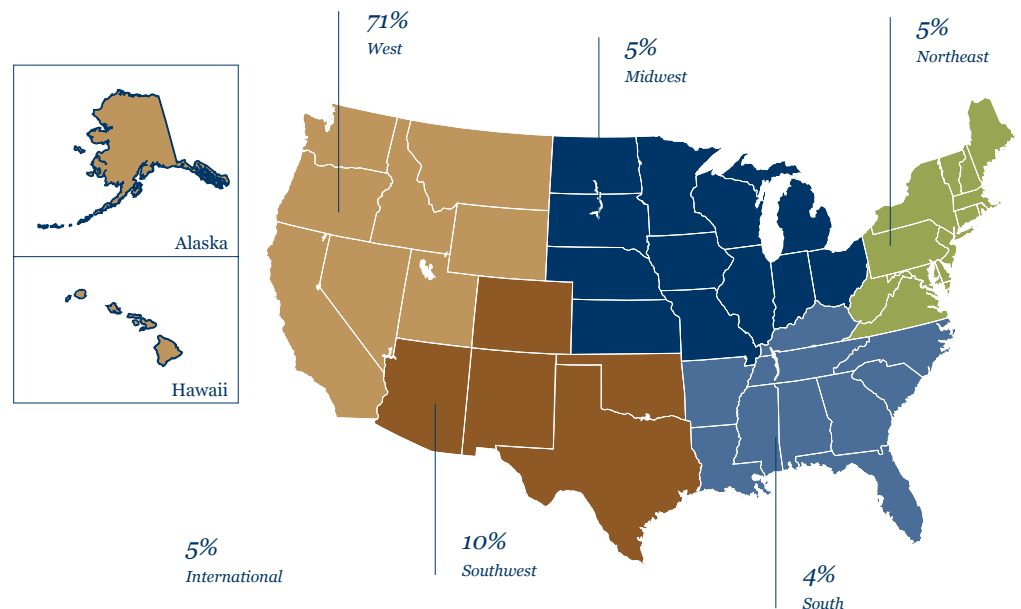 71%
West
5%
Midwest
5%
Northeast
Alaska
Hawaii
5%
International
10%
Southwest
4%
South